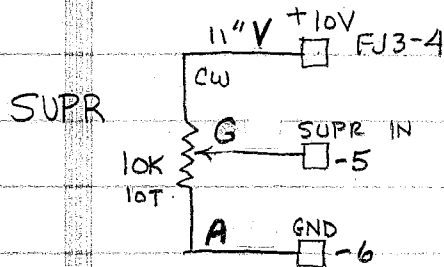 11" V +10V FJ3-4
CW
SUPR
G SUPR IN
10K -5
10T
A GND -6